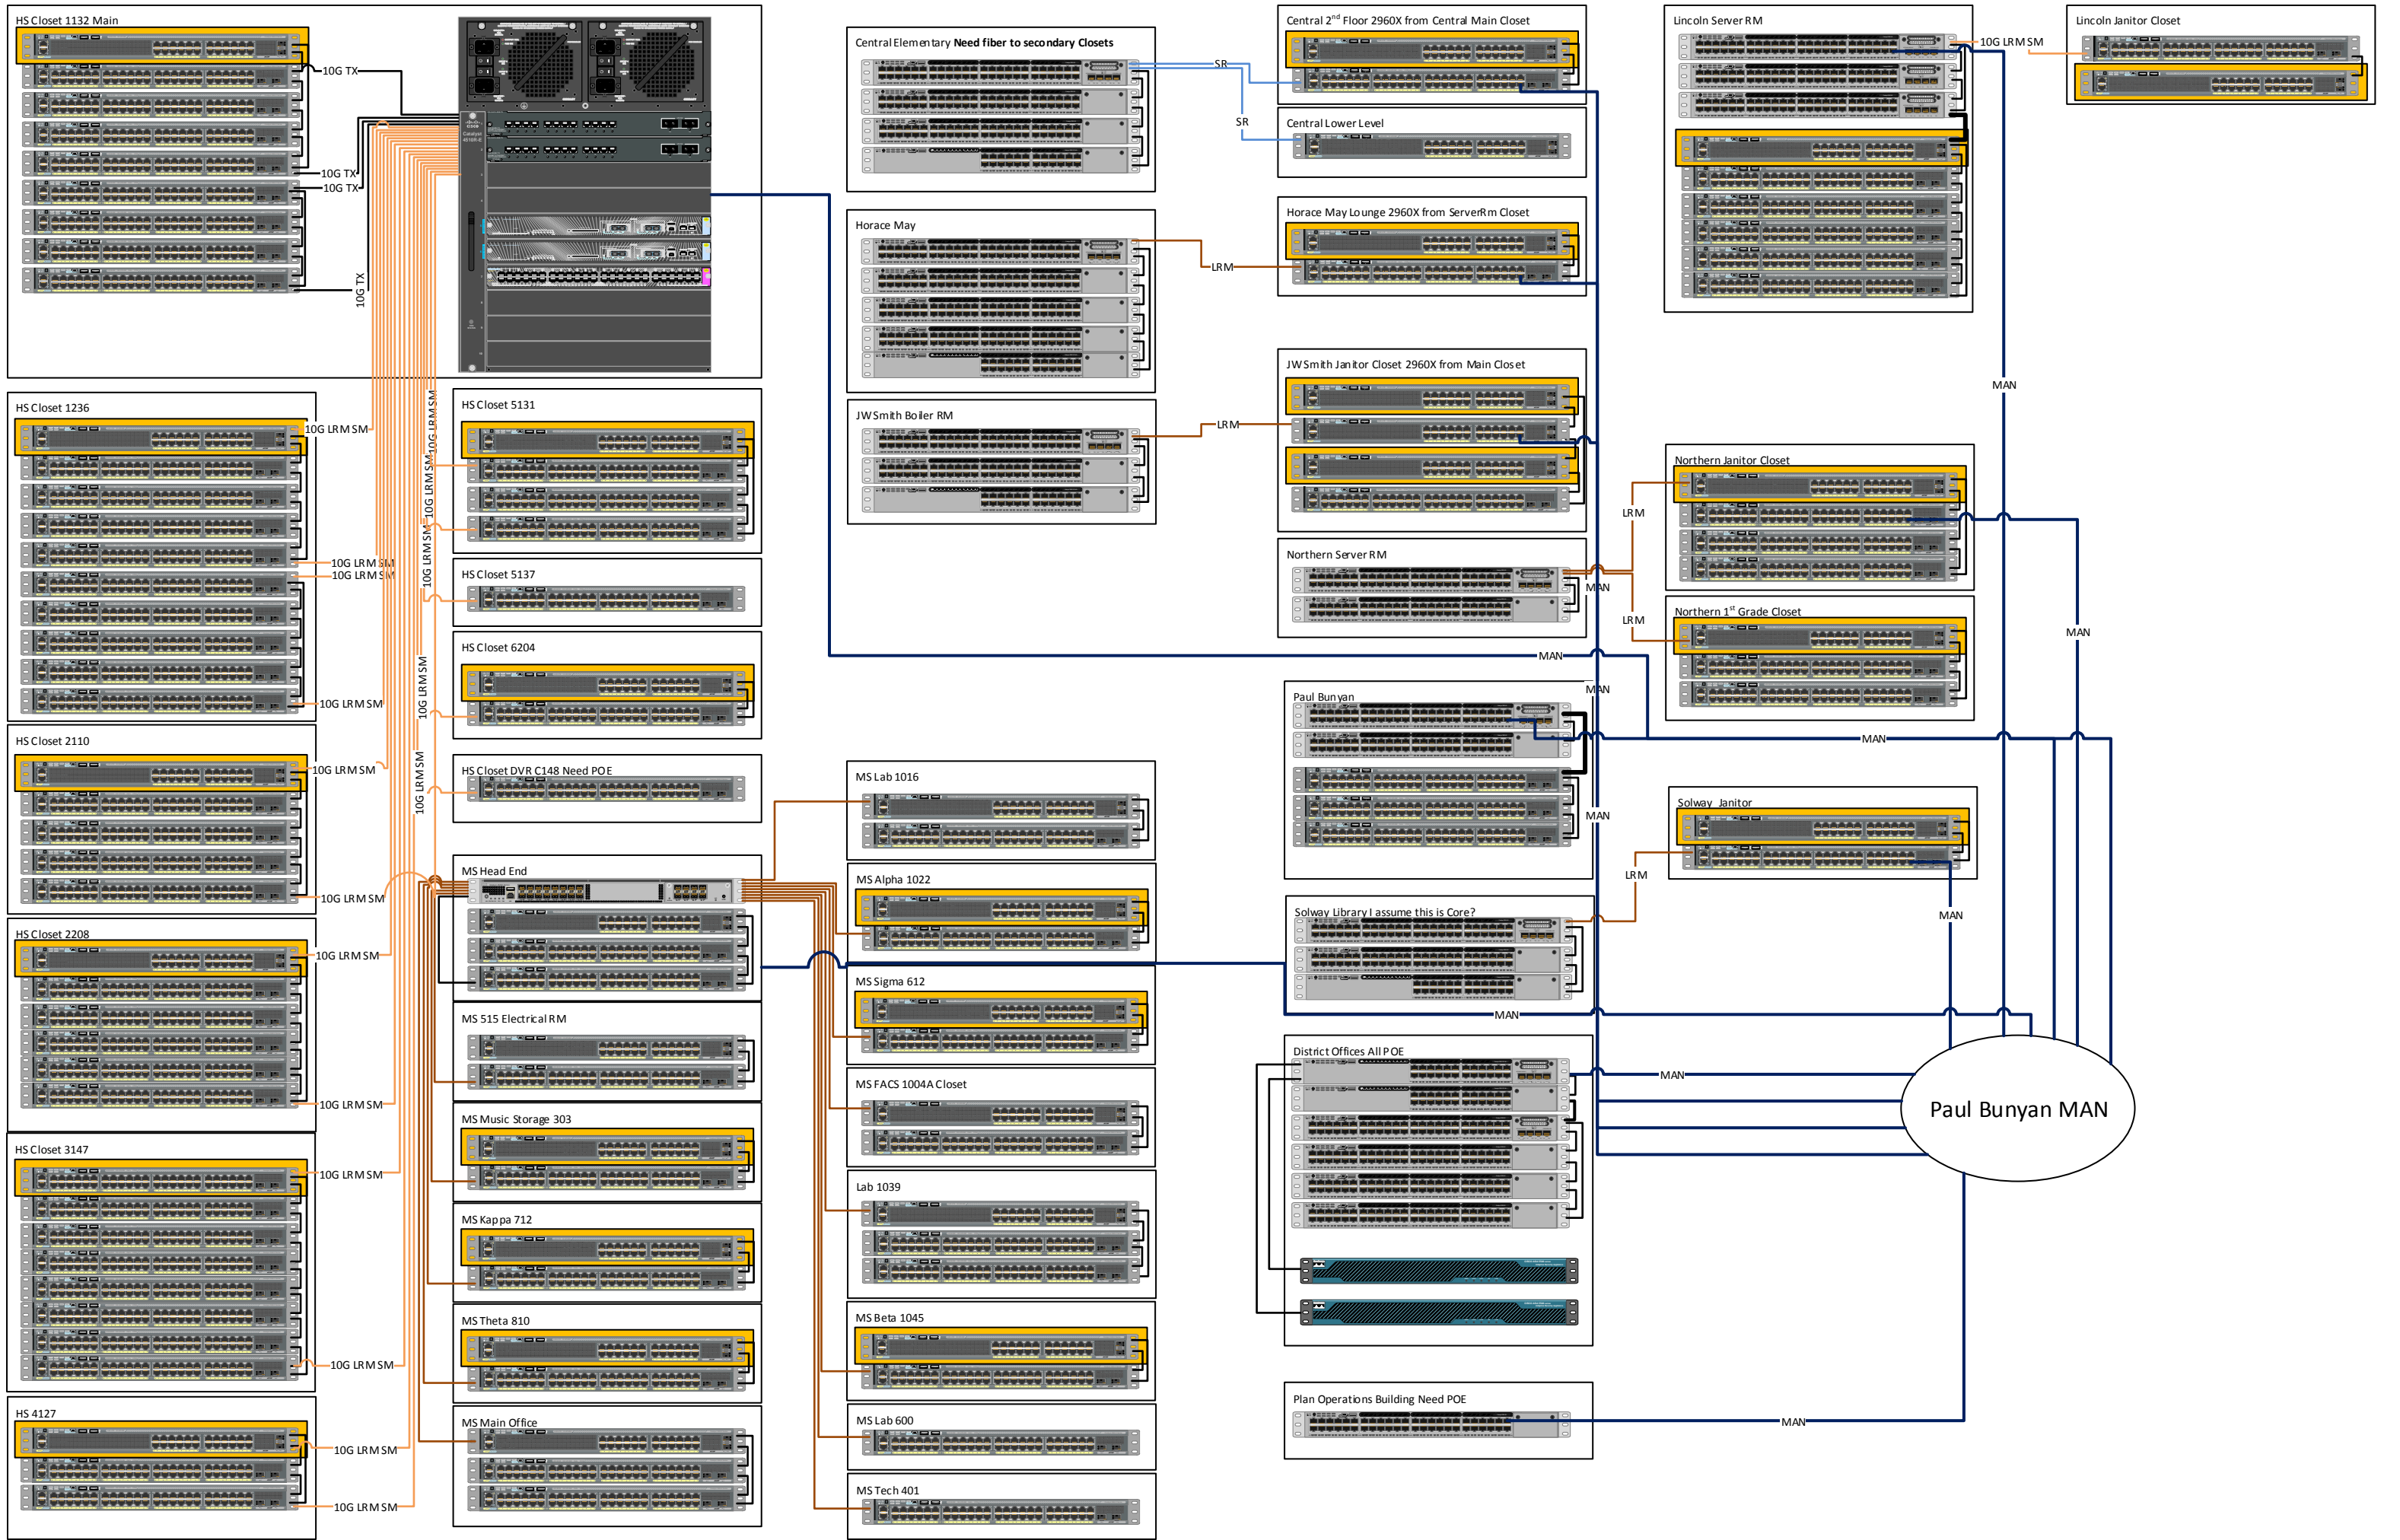 HS Closet 1132 Main
10G TX
10G TX
10G TX
10G TX
Catalyst
HS Closet 1236
10G LRM SM
10G LRM SM
10G LRM SM
10G LRM SM
HS Closet 2110
10G LRM SM
10G LRM SM
HS Closet 2208
10G LRM SM
10G LRM SM
HS Closet 3147
10G LRM SM
10G LRM SM
HS 4127
10G LRM SM
10G LRM SM
10G LRM SM
10G LRM SM
10G LRM SM
10G LRM SM
10G LRM SM
HS Closet 5131
HS Closet 5137
HS Closet 6204
HS Closet DVR C148 Need POE
MS Head End
MS 515 Electrical RM
MS Music Storage 303
MS Kappa 712
MS Theta 810
MS Main Office
Central Elementary Need fiber to secondary Closets
SR
SR
Horace May
LRM
JW Smith Boiler RM
LRM
MS Lab 1016
MS Alpha 1022
MS Sigma 612
MS FACS 1004A Closet
Lab 1039
MS Beta 1045
MS Lab 600
MS Tech 401
Central 2nd Floor 2960X from Central Main Closet
Central Lower Level
Horace May Lounge 2960X from ServerRm Closet
JW Smith Janitor Closet 2960X from Main Closet
Northern Server RM
MAN
LRM
LRM
MAN
Paul Bunyan
MAN
MAN
MAN
Solway Library I assume this is Core?
LRM
MAN
District Offices All POE
MAN
Plan Operations Building Need POE
MAN
Lincoln Server RM
10G LRM SM
Lincoln Janitor Closet
MAN
Northern Janitor Closet
Northern 1st Grade Closet
MAN
Solway Janitor
MAN
Paul Bunyan MAN